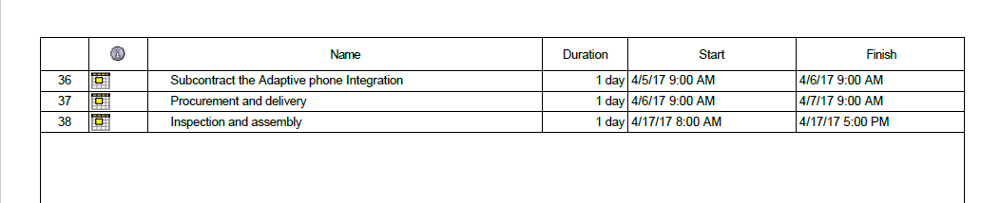 Name Duration Start Finish
36 Subcontract the Adaptive phone Integration 1 day 4/5/17 9:00 AM 4/6/17 9:00 AM
37 Procurement and delivery 1 day 4/6/17 9:00 AM 4/7/17 9:00 AM
38 Inspection and assembly 1 day 4/17/17 8:00 AM 4/17/17 5:00 PM